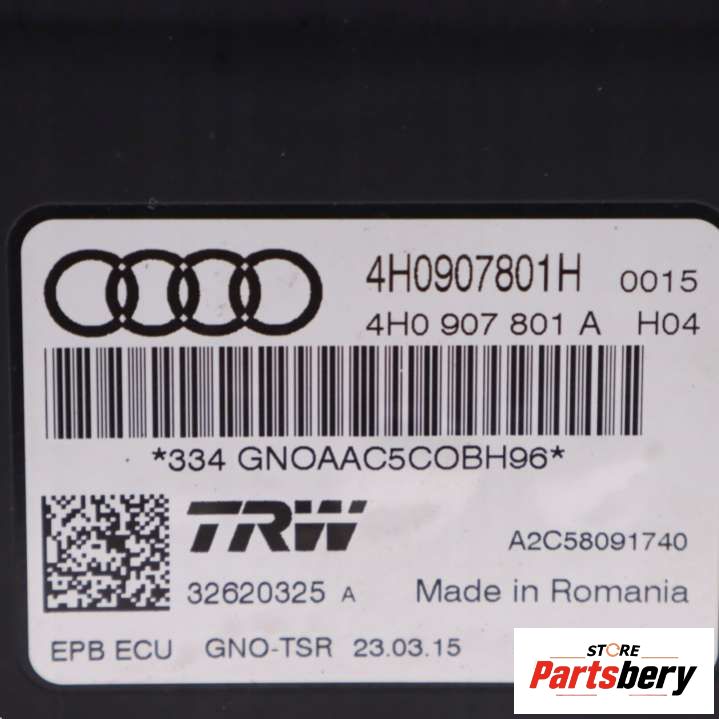 4H0907801H 0015
4H0 907 801 A H04
*334 GNOAAC5COBH96*
TRW
A2C58091740
32620325 A Made in Romania
EPB ECU GNO-TSR 23.03.15
STORE
Partsbery